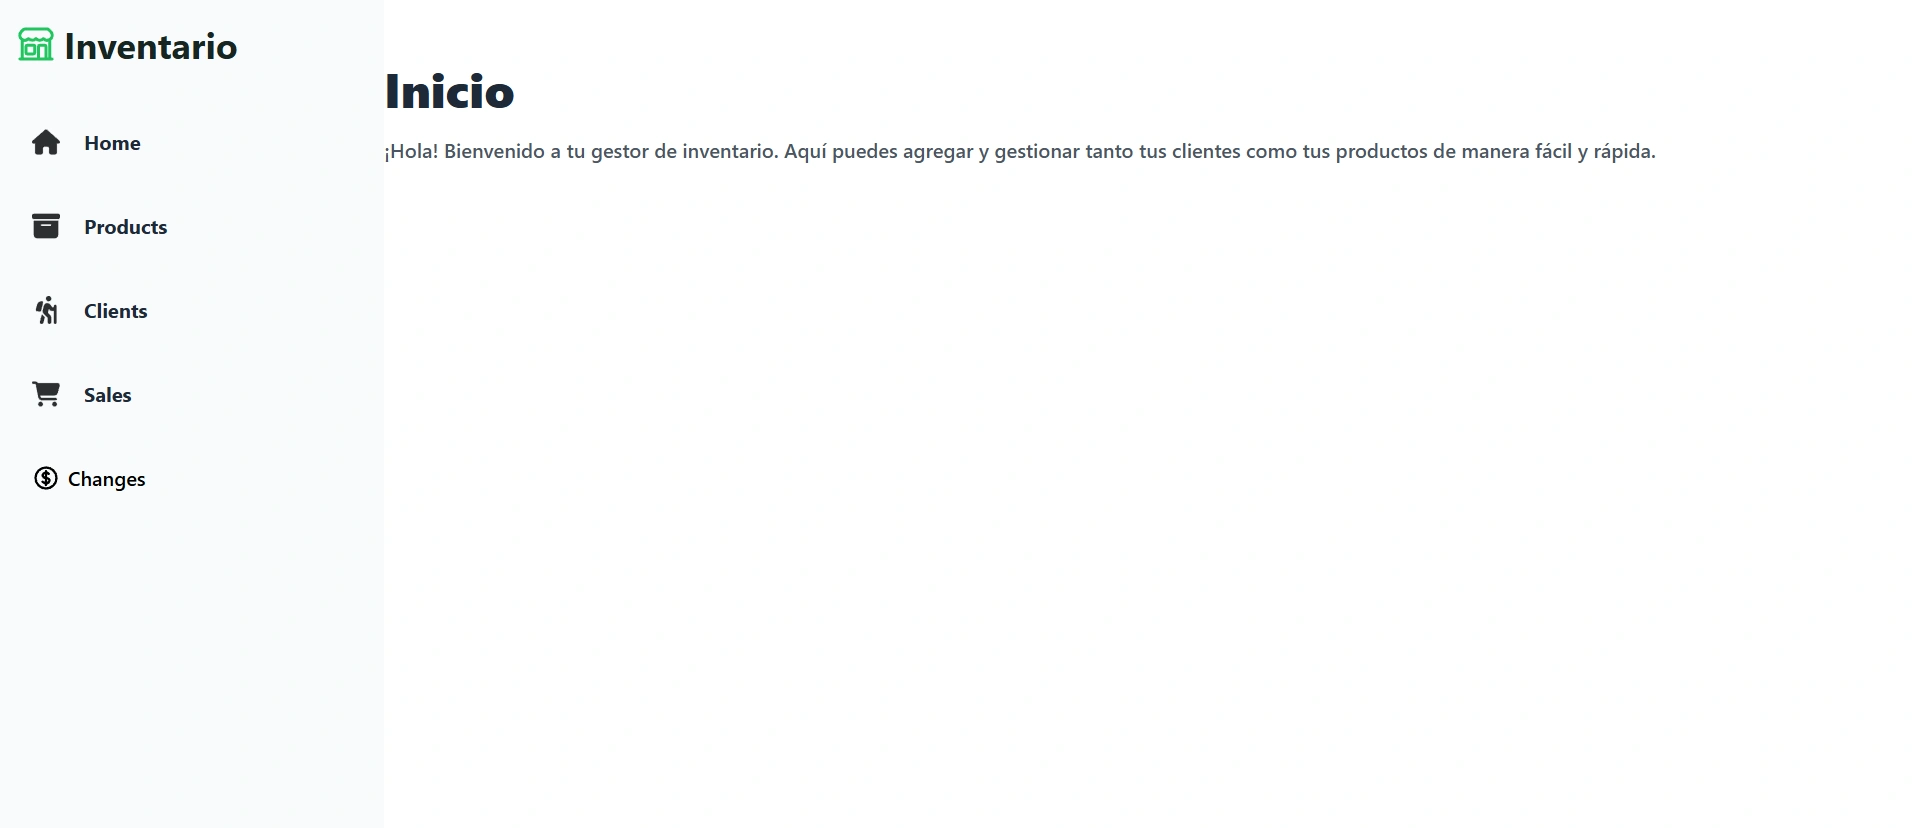 Inventario
Home
Products
Clients
Sales
Changes
Inicio
¡Hola! Bienvenido a tu gestor de inventario. Aquí puedes agregar y gestionar tanto tus clientes como tus productos de manera fácil y rápida.